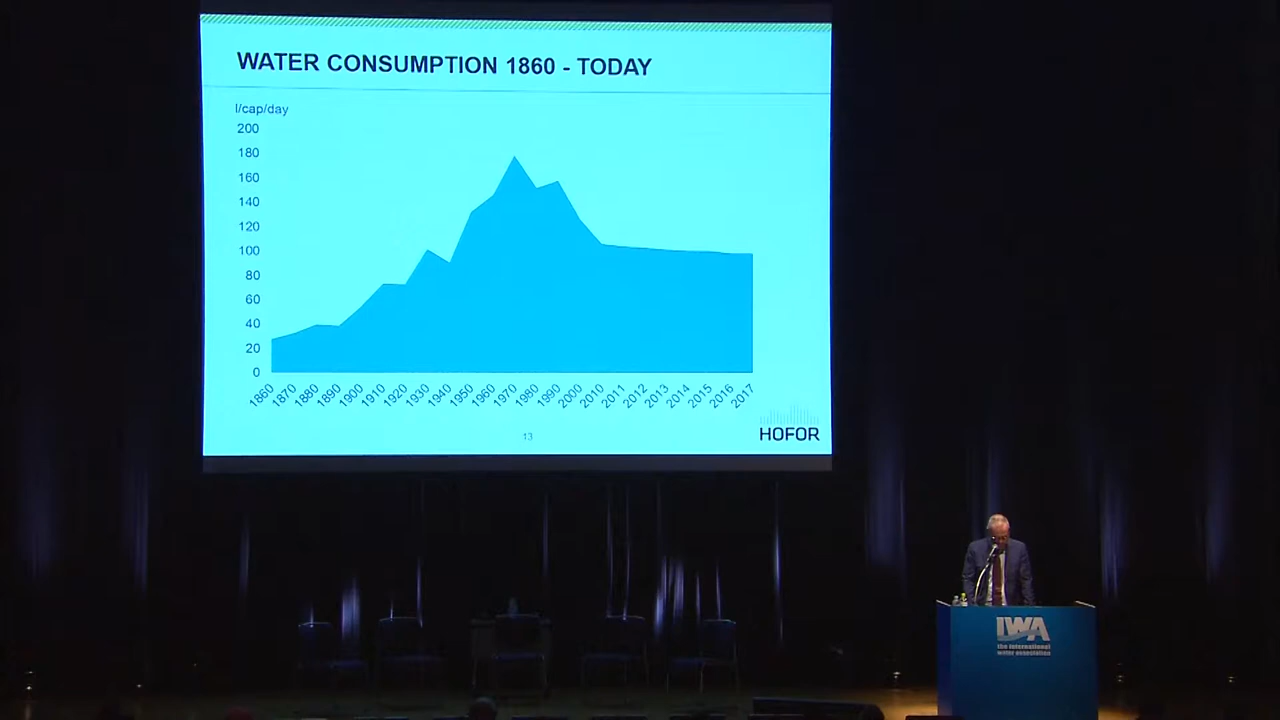 WATER CONSUMPTION 1860 - TODAY
l/cap/day
200
180
160
140
120
100
80
60
40
20
0
1860 1870 1880 1890 1900 1910 1920 1930 1940 1950 1960 1970 1980 1990 2000 2010 2011 2012 2013 2014 2015 2016 2017
13
HOFOR
IWA
the international
water association